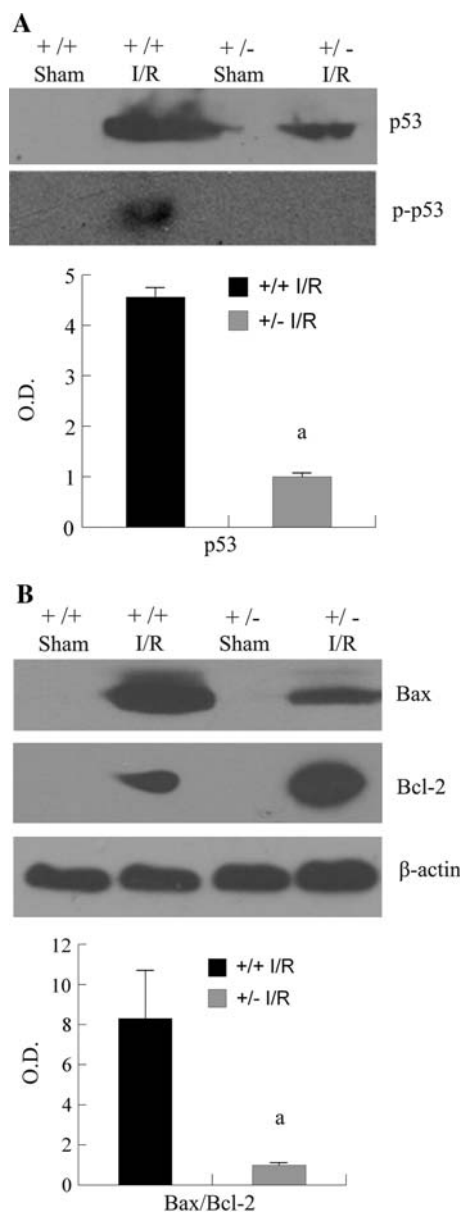 A
+/+ +/+ +/- +/-
Sham I/R Sham I/R
p53
p-p53
5
4
3
2
1
0
O.D.
+/+ I/R
+/- I/R
a
p53
B
+/+ +/+ +/- +/-
Sham I/R Sham I/R
Bax
Bcl-2
β-actin
12
10
8
6
4
2
0
O.D.
+/+ I/R
+/- I/R
a
Bax/Bcl-2